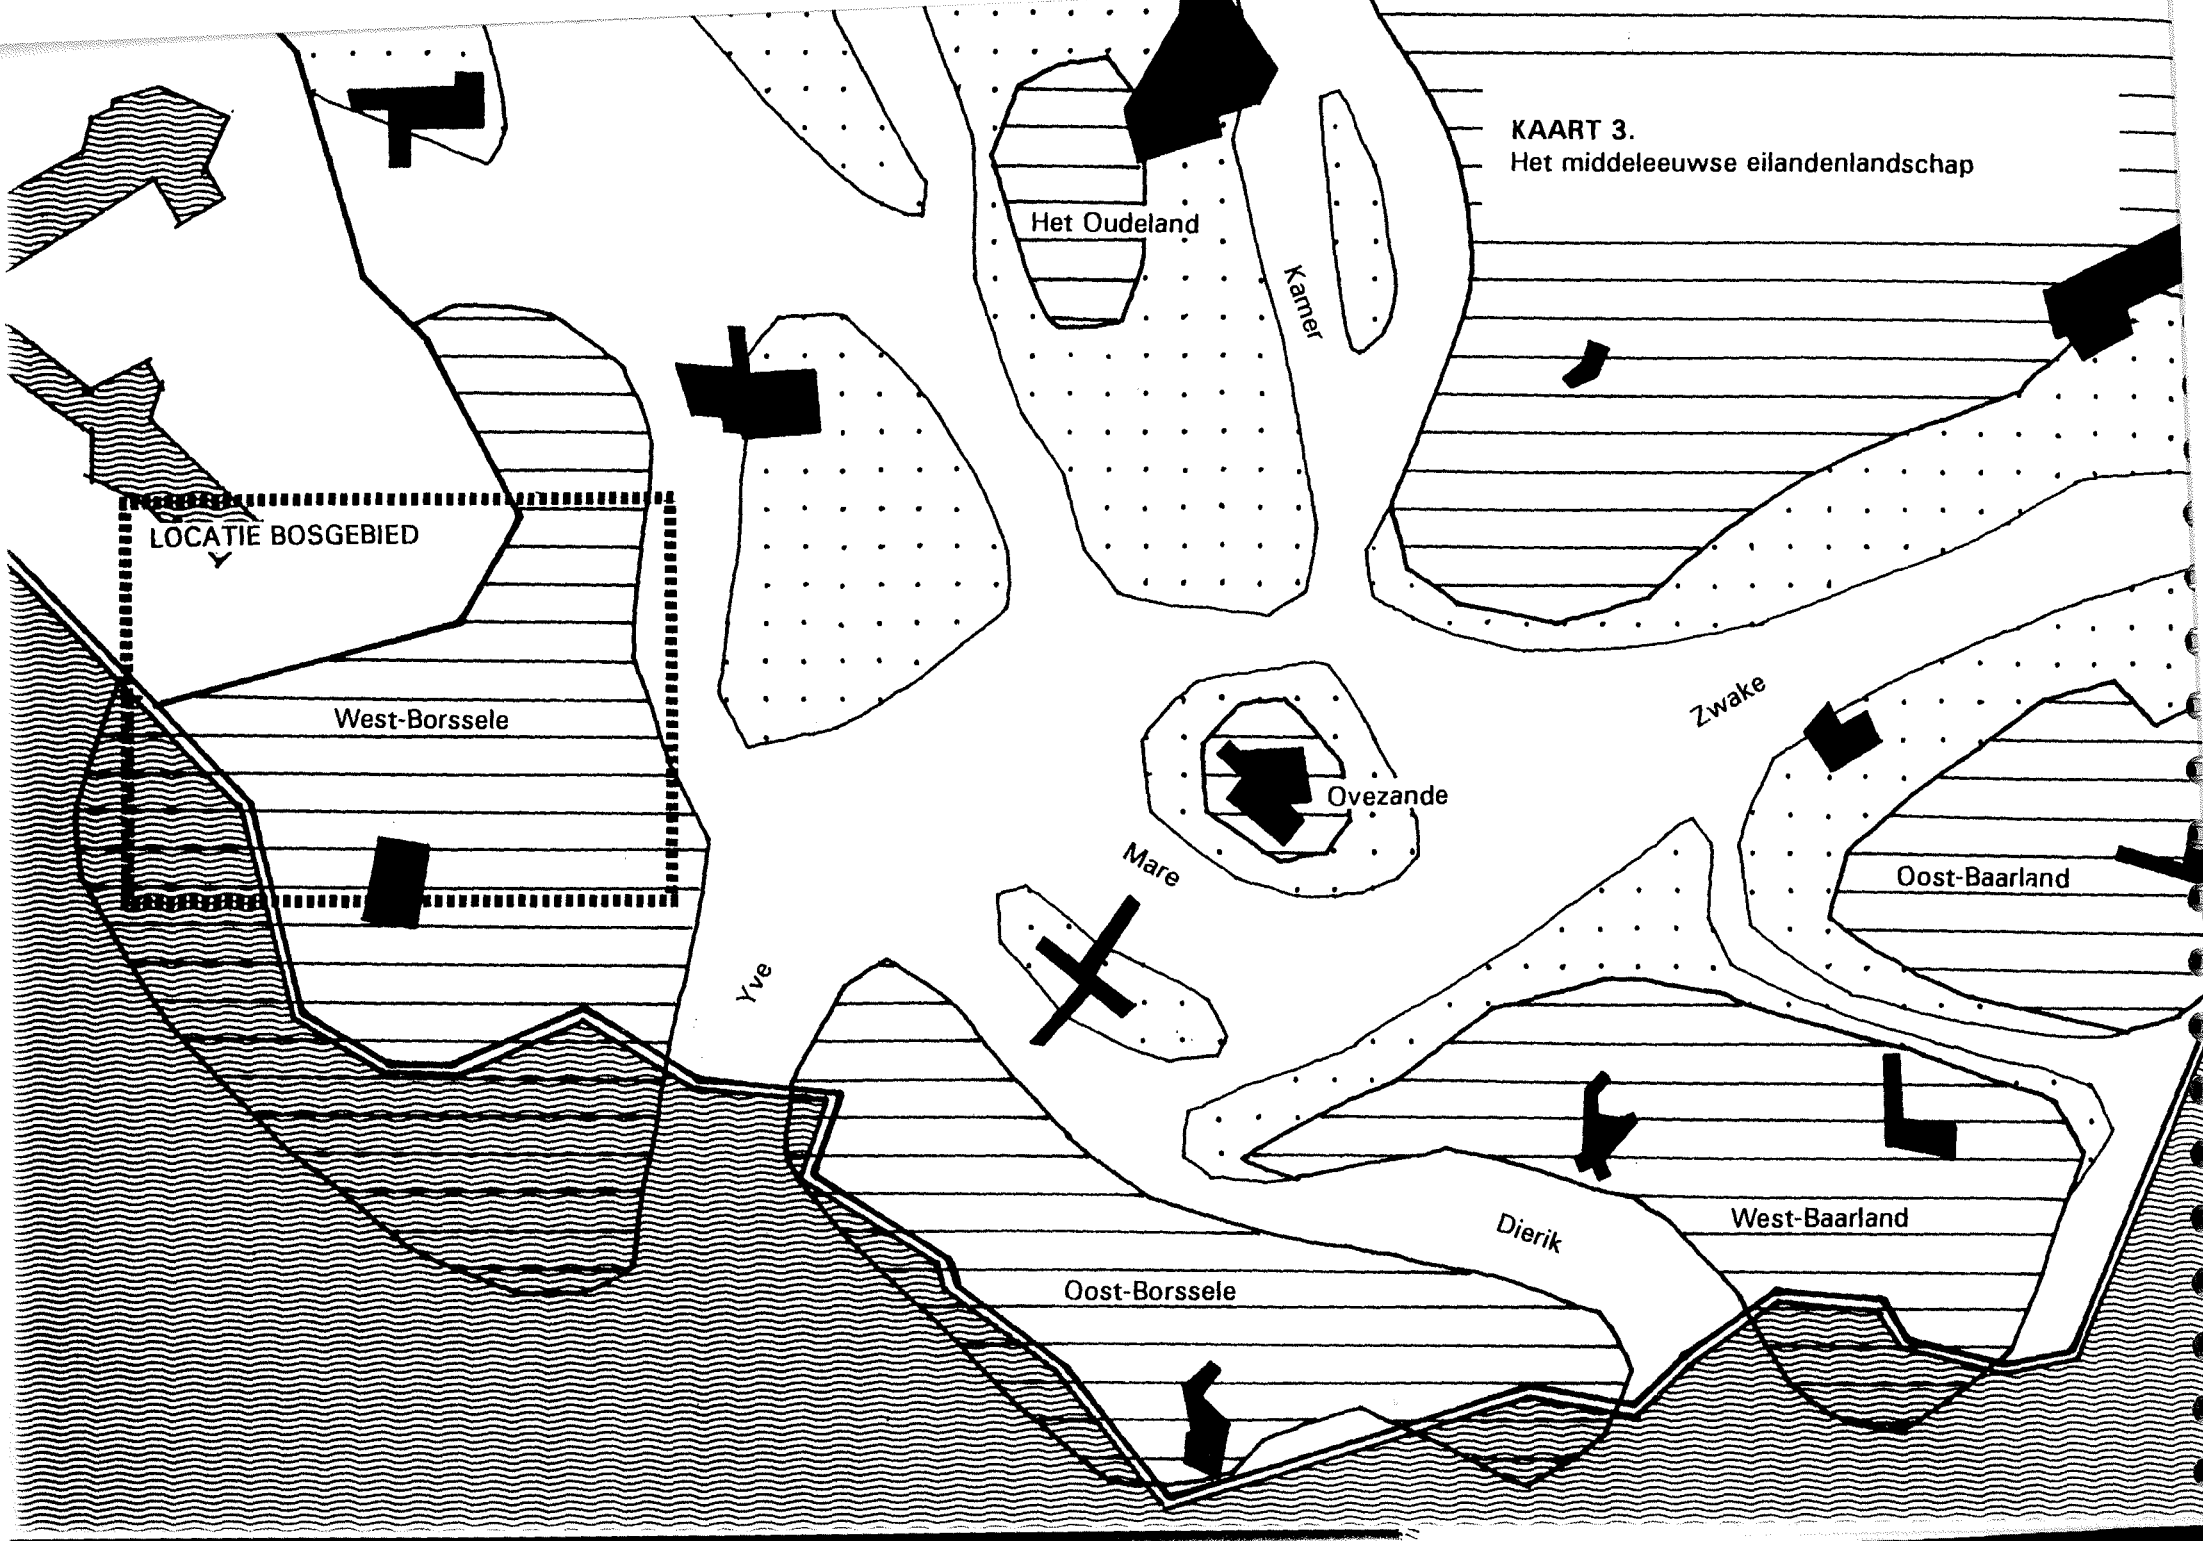 KAART 3.
Het middeleeuwse eilandenlandschap
Het Oudeland
Kamer
LOCATIE BOSGEBIED
West-Borssele
Zwake
Ovezande
Mare
Oost-Baarland
Yve
Dierik
West-Baarland
Oost-Borssele